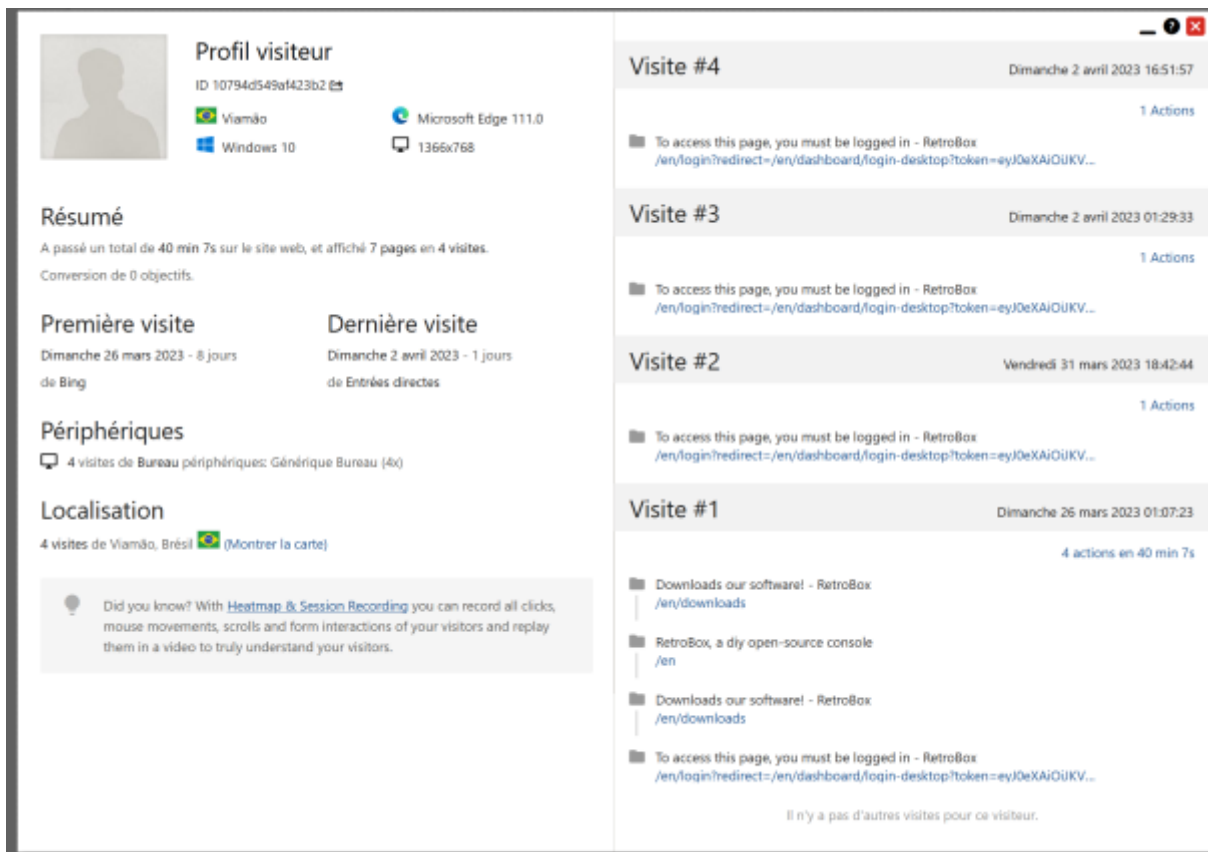 Profil visiteur
ID 10794d549af423b2
Viamão
Microsoft Edge 111.0
Windows 10
1366x768
Résumé
A passé un total de 40 min 7s sur le site web, et affiché 7 pages en 4 visites.
Conversion de 0 objectifs.
Première visite
Dernière visite
Dimanche 26 mars 2023 - 8 jours
Dimanche 2 avril 2023 - 1 jours
de Bing
de Entrées directes
Périphériques
4 visites de Bureau périphériques: Générique Bureau (4x)
Localisation
4 visites de Viamão, Brésil (Montrer la carte)
Did you know? With Heatmap & Session Recording you can record all clicks,
mouse movements, scrolls and form interactions of your visitors and replay
them in a video to truly understand your visitors.
Visite #4
Dimanche 2 avril 2023 16:51:57
1 Actions
To access this page, you must be logged in - RetroBox
/en/login?redirect=/en/dashboard/login-desktop?token=eyJ0eXAiOiJKV...
Visite #3
Dimanche 2 avril 2023 01:29:33
1 Actions
To access this page, you must be logged in - RetroBox
/en/login?redirect=/en/dashboard/login-desktop?token=eyJ0eXAiOiJKV...
Visite #2
Vendredi 31 mars 2023 18:42:44
1 Actions
To access this page, you must be logged in - RetroBox
/en/login?redirect=/en/dashboard/login-desktop?token=eyJ0eXAiOiJKV...
Visite #1
Dimanche 26 mars 2023 01:07:23
4 actions en 40 min 7s
Downloads our software! - RetroBox
/en/downloads
RetroBox, a diy open-source console
/en
Downloads our software! - RetroBox
/en/downloads
To access this page, you must be logged in - RetroBox
/en/login?redirect=/en/dashboard/login-desktop?token=eyJ0eXAiOiJKV...
Il n'y a pas d'autres visites pour ce visiteur.